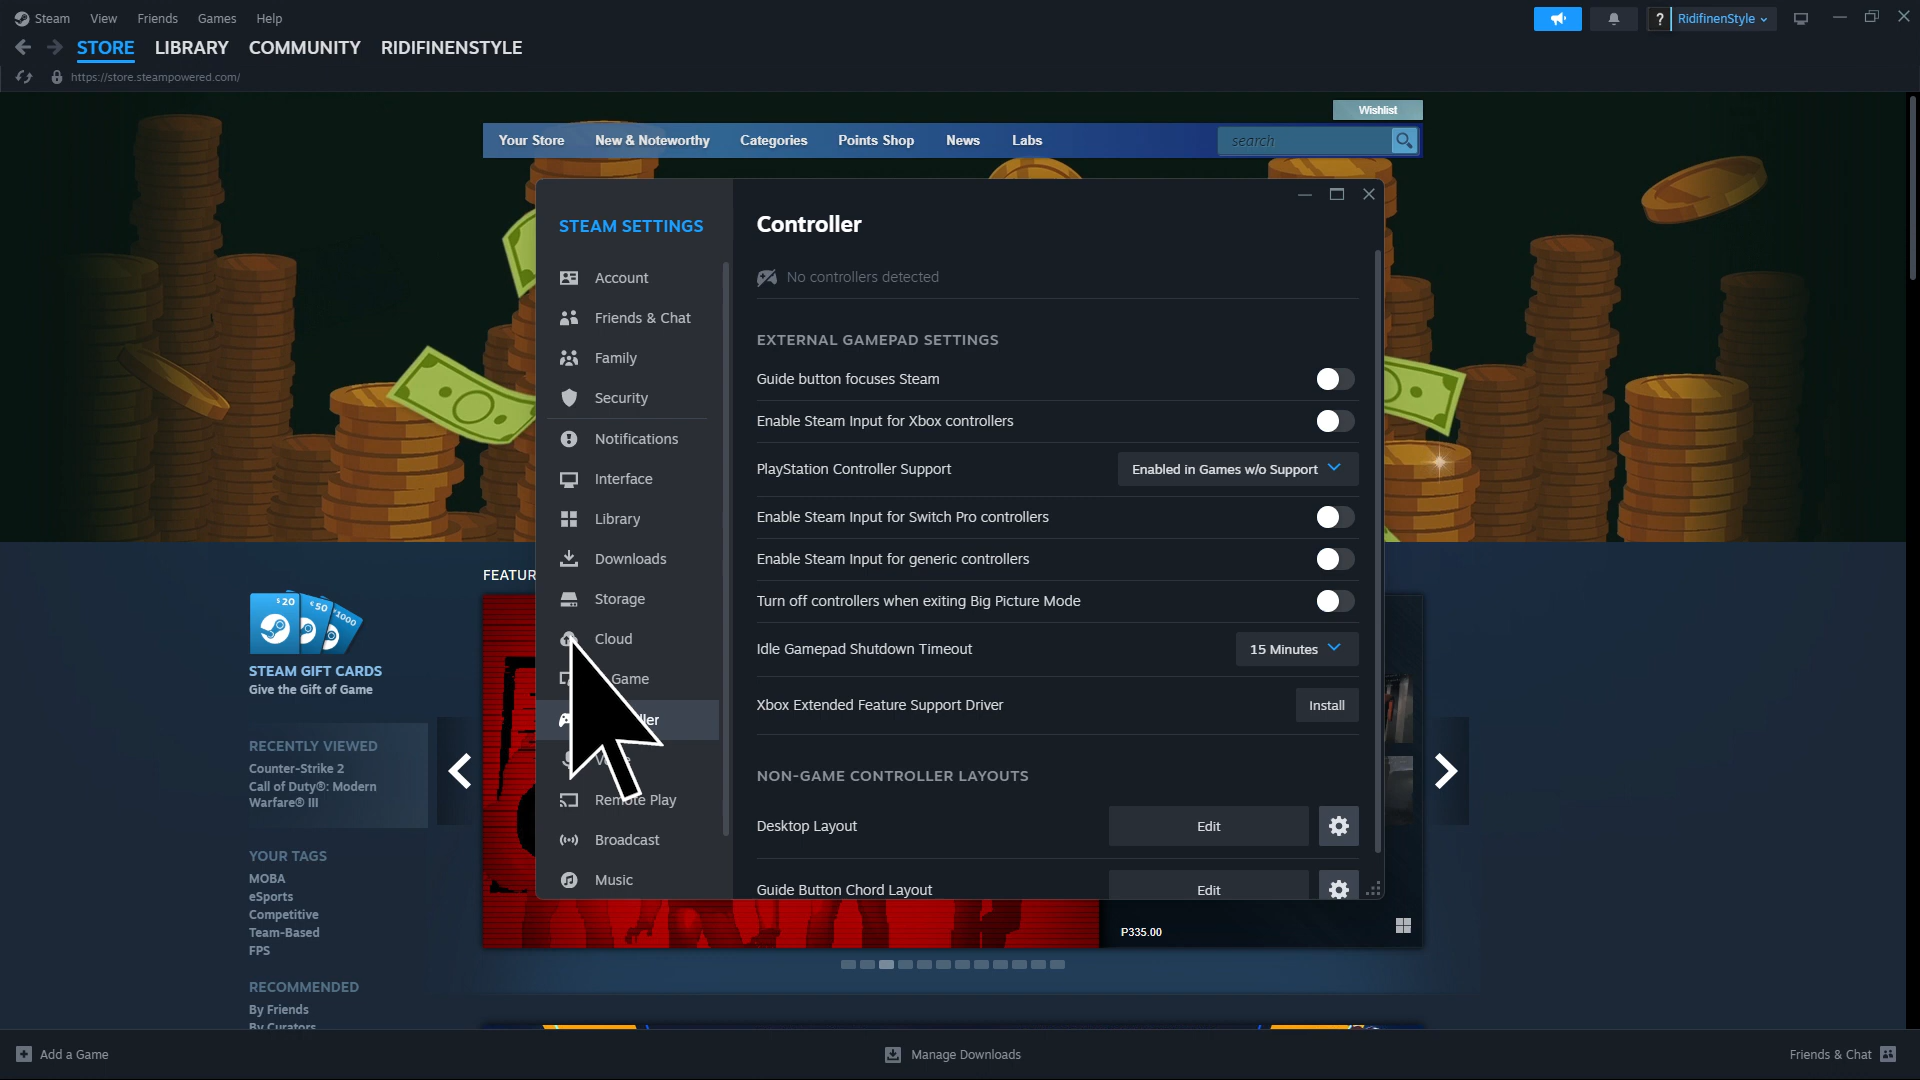 Steam View Friends Games Help
? RidifinenStyle
STORE LIBRARY COMMUNITY RIDIFINENSTYLE
https://store.steampowered.com/
Wishlist
Your Store New & Noteworthy Categories Points Shop News Labs search
STEAM SETTINGS
Account
Friends & Chat
Family
Security
Notifications
Interface
Library
Downloads
Storage
Cloud
Game
Remote Play
Broadcast
Music
Controller
No controllers detected
EXTERNAL GAMEPAD SETTINGS
Guide button focuses Steam
Enable Steam Input for Xbox controllers
PlayStation Controller Support Enabled in Games w/o Support
Enable Steam Input for Switch Pro controllers
Enable Steam Input for generic controllers
Turn off controllers when exiting Big Picture Mode
Idle Gamepad Shutdown Timeout 15 Minutes
Xbox Extended Feature Support Driver Install
NON-GAME CONTROLLER LAYOUTS
Desktop Layout Edit
Guide Button Chord Layout Edit
FEATUR
$20 €50 $1000
STEAM GIFT CARDS
Give the Gift of Game
RECENTLY VIEWED
Counter-Strike 2
Call of Duty®: Modern
Warfare® III
YOUR TAGS
MOBA
eSports
Competitive
Team-Based
FPS
RECOMMENDED
By Friends
By Curators
P335.00
Add a Game Manage Downloads Friends & Chat